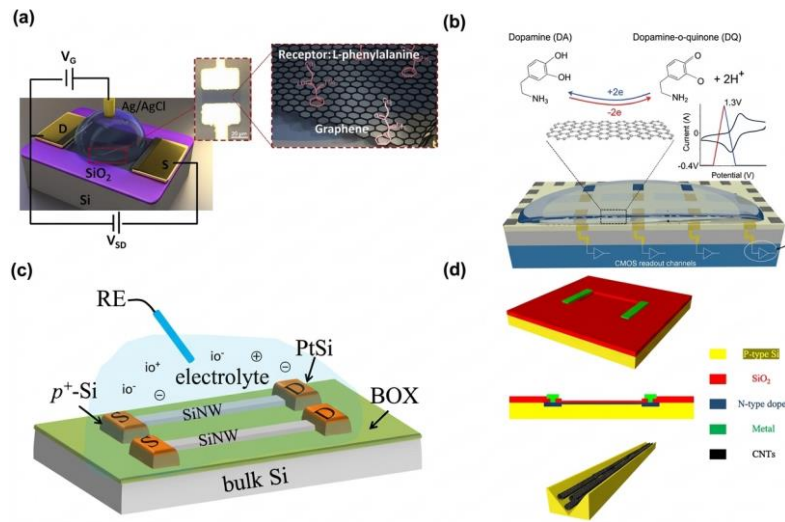 (a)
V_G
Ag/AgCl
D
S
SiO₂
Si
V_SD
Receptor: L-phenylalanine
Graphene
(b)
Dopamine (DA)
Dopamine-o-quinone (DQ)
OH
OH
NH₃
+2e
-2e
O
O
NH₂
+ 2H⁺
1.3V
Current (A)
-0.4V
Potential (V)
CMOS readout channels
(c)
RE
io⁺
io⁻
io⁻
⊕
⊖
⊖
electrolyte
PtSi
p⁺-Si
S
SiNW
D
BOX
S
SiNW
D
bulk Si
(d)
P-type Si
SiO₂
N-type dope
Metal
CNTs